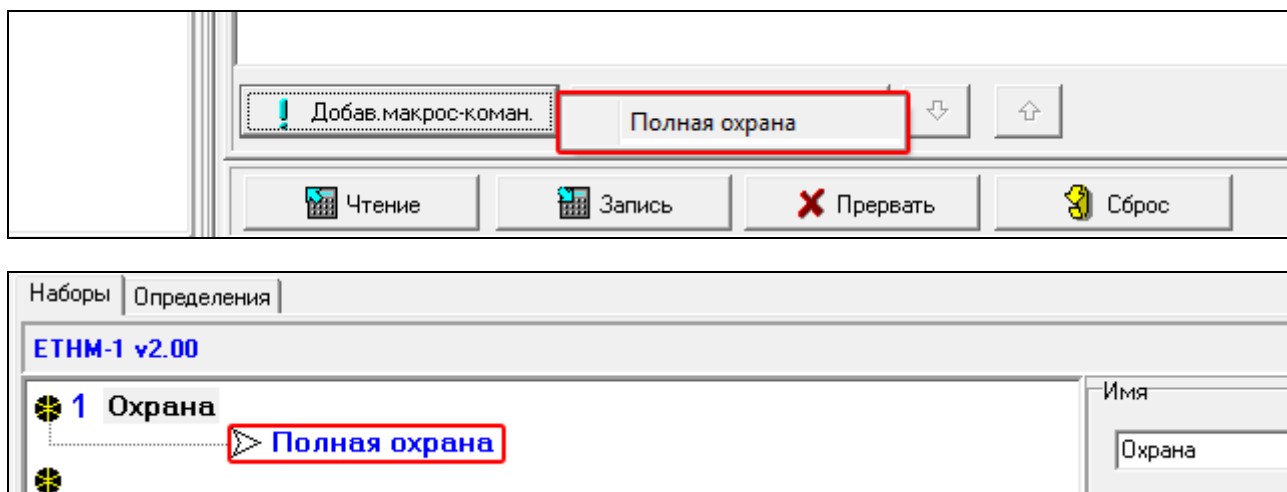 Добав.макрос-коман.
Полная охрана
Чтение
Запись
Прервать
Сброс
Наборы
Определения
ETHM-1 v2.00
1 Охрана
Имя
Полная охрана
Охрана